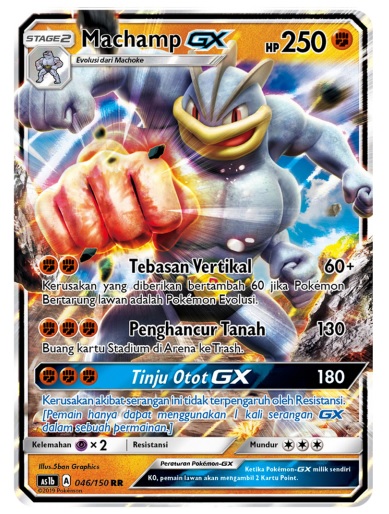 STAGE 2 Machamp GX HP 250
Evolusi dari Machoke
Tebasan Vertikal 60+
Kerusakan yang diberikan bertambah 60 jika Pokémon
Bertarung lawan adalah Pokémon Evolusi.
Penghancur Tanah 130
Buang kartu Stadium di Arena ke Trash.
Tinju Otot GX 180
Kerusakan akibat serangan ini tidak terpengaruh oleh Resistansi.
[Pemain hanya dapat menggunakan 1 kali serangan GX
dalam sebuah permainan.]
Kelemahan × 2 Resistansi Mundur
Illus. 5ban Graphics
Peraturan Pokémon-GX
Ketika Pokémon-GX milik sendiri
KO, pemain lawan akan mengambil 2 Kartu Point.
AS1b A 046/150 RR
©2019 Pokémon